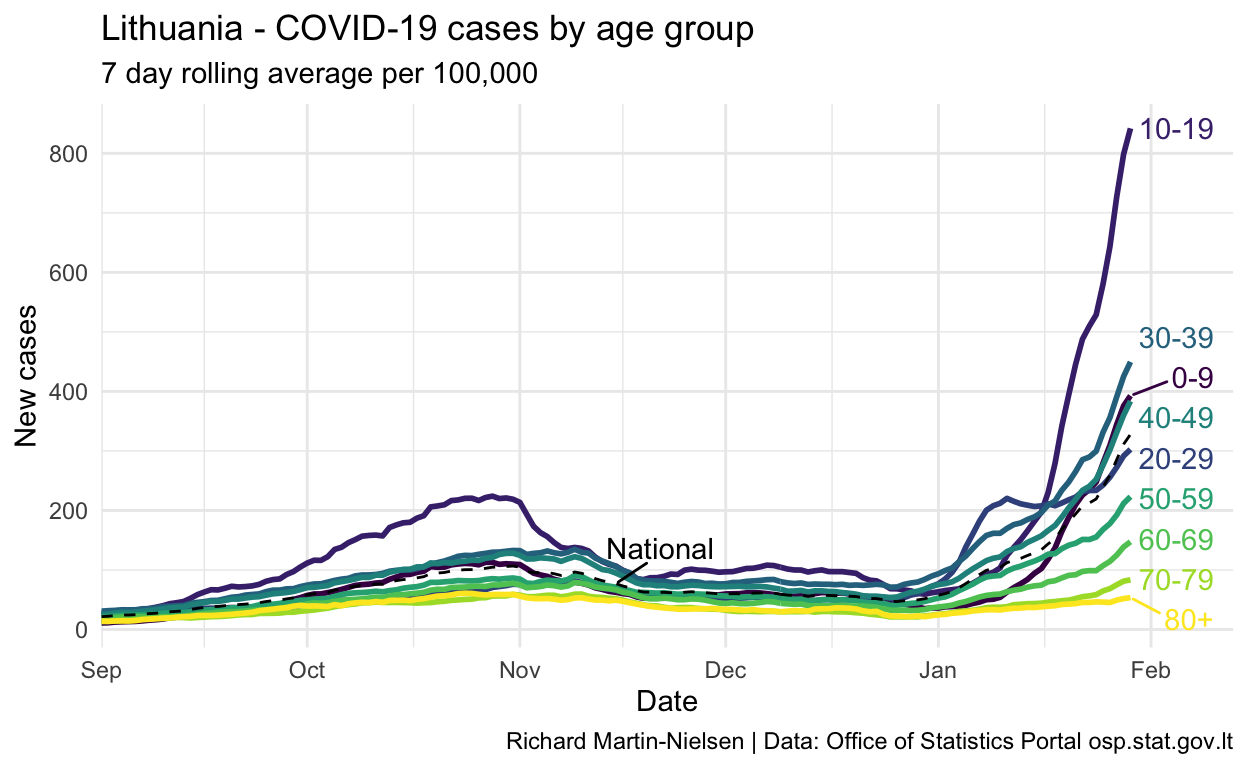 Lithuania - COVID-19 cases by age group
7 day rolling average per 100,000
New cases
800
600
400
200
0
10-19
30-39
0-9
40-49
20-29
50-59
60-69
70-79
80+
National
Sep Oct Nov Dec Jan Feb
Date
Richard Martin-Nielsen | Data: Office of Statistics Portal osp.stat.gov.lt